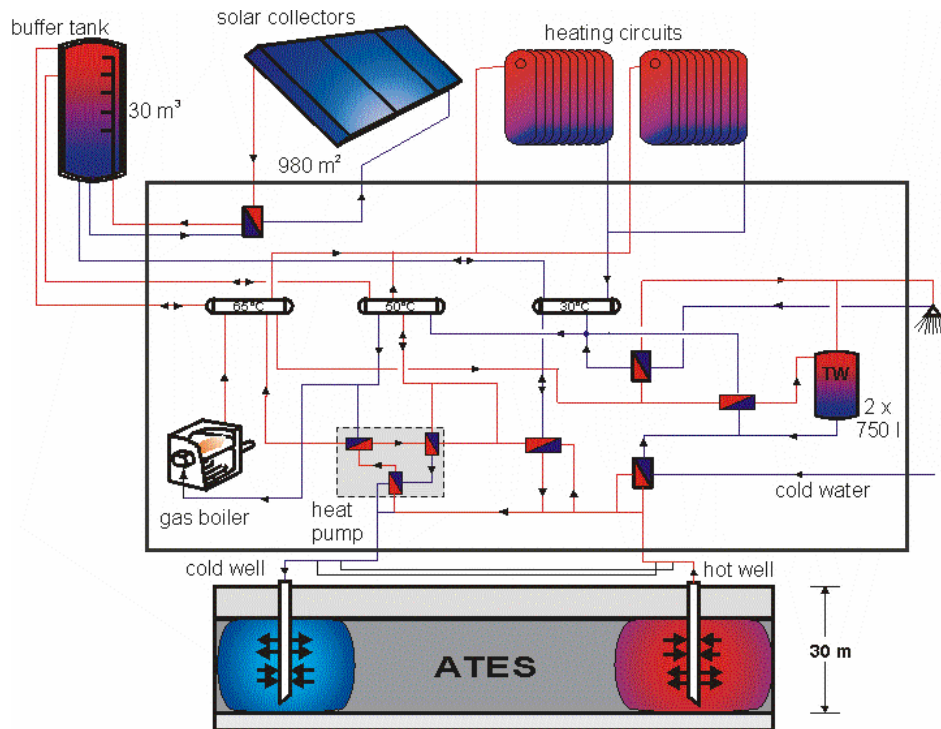 solar collectors
buffer tank
heating circuits
30 m³
980 m²
65°C
50°C
30°C
TW
2 x
750 l
gas boiler
heat
pump
cold water
cold well
hot well
ATES
30 m